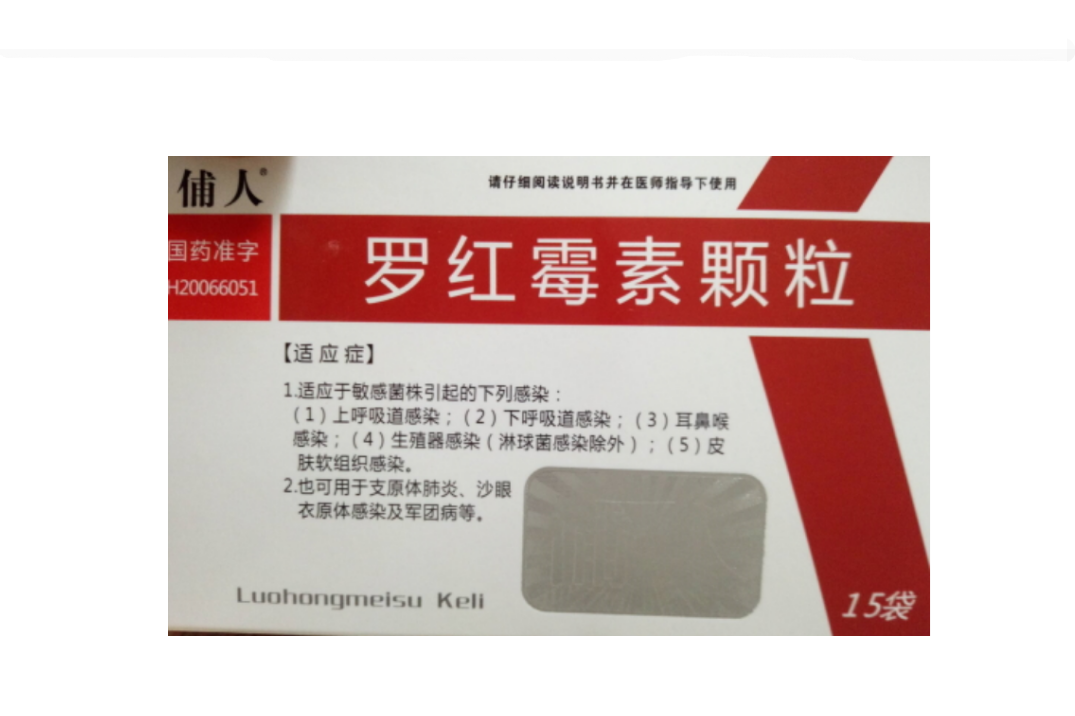 俌人®
请仔细阅读说明书并在医师指导下使用
国药准字
H20066051
罗红霉素颗粒
【适应症】
1.适应于敏感菌株引起的下列感染：
（1）上呼吸道感染；（2）下呼吸道感染；（3）耳鼻喉
感染；（4）生殖器感染（淋球菌感染除外）；（5）皮
肤软组织感染。
2.也可用于支原体肺炎、沙眼
衣原体感染及军团病等。
Luohongmeisu Keli
15袋